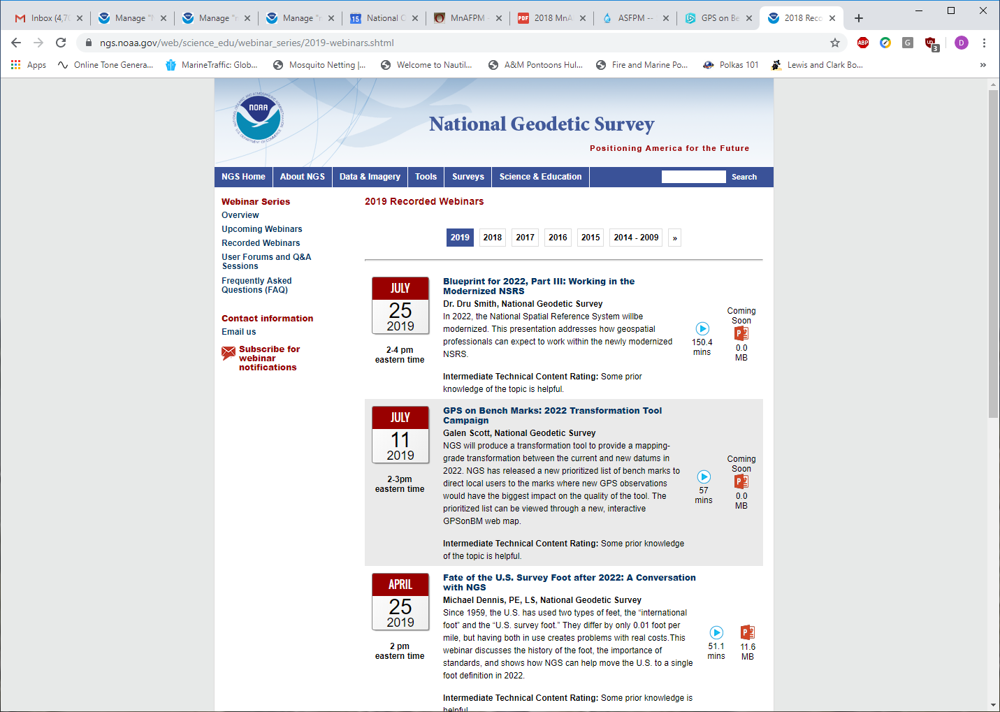 Inbox (4,70
Manage "N
Manage "r
Manage "r
15
National C
MnAFPM -
PDF
2018 MnA
ASFPM --
GPS on Be
2018 Reco
ngs.noaa.gov/web/science_edu/webinar_series/2019-webinars.shtml
ABP
G
3
D
Apps
Online Tone Genera...
MarineTraffic: Glob...
Mosquito Netting |...
Welcome to Nautil...
A&M Pontoons Hul...
Fire and Marine Po...
Polkas 101
Lewis and Clark Bo...
»
NOAA
National Geodetic Survey
Positioning America for the Future
NGS Home
About NGS
Data & Imagery
Tools
Surveys
Science & Education
Search
Webinar Series
Overview
Upcoming Webinars
Recorded Webinars
User Forums and Q&A
Sessions
Frequently Asked
Questions (FAQ)
Contact information
Email us
Subscribe for
webinar
notifications
2019 Recorded Webinars
2019
2018
2017
2016
2015
2014 - 2009
»
JULY
25
2019
2-4 pm
eastern time
Blueprint for 2022, Part III: Working in the
Modernized NSRS
Dr. Dru Smith, National Geodetic Survey
In 2022, the National Spatial Reference System willbe
modernized. This presentation addresses how geospatial
professionals can expect to work within the newly modernized
NSRS.
Intermediate Technical Content Rating: Some prior
knowledge of the topic is helpful.
150.4
mins
Coming
Soon
0.0
MB
JULY
11
2019
2-3pm
eastern time
GPS on Bench Marks: 2022 Transformation Tool
Campaign
Galen Scott, National Geodetic Survey
NGS will produce a transformation tool to provide a mapping-
grade transformation between the current and new datums in
2022. NGS has released a new prioritized list of bench marks to
direct local users to the marks where new GPS observations
would have the biggest impact on the quality of the tool. The
prioritized list can be viewed through a new, interactive
GPSonBM web map.
Intermediate Technical Content Rating: Some prior knowledge
of the topic is helpful.
57
mins
Coming
Soon
0.0
MB
APRIL
25
2019
2 pm
eastern time
Fate of the U.S. Survey Foot after 2022: A Conversation
with NGS
Michael Dennis, PE, LS, National Geodetic Survey
Since 1959, the U.S. has used two types of feet, the “international
foot” and the “U.S. survey foot.” They differ by only 0.01 foot per
mile, but having both in use creates problems with real costs.This
webinar discusses the history of the foot, the importance of
standards, and shows how NGS can help move the U.S. to a single
foot definition in 2022.
Intermediate Technical Content Rating: Some prior knowledge is
helpful.
51.1
mins
11.6
MB